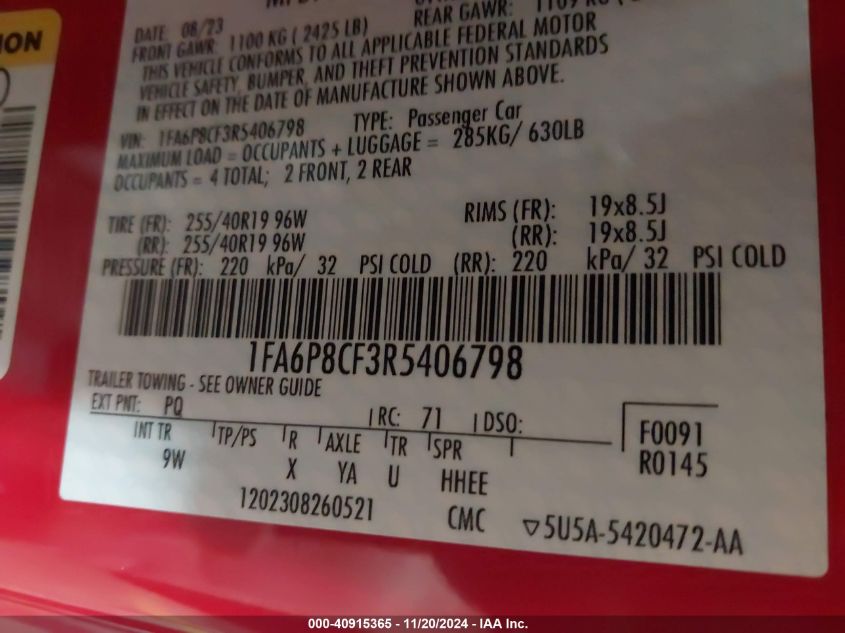 REAR GAWR:
DATE 08/23
FRONT GAWR: 1100 KG ( 2425 LB)
THIS VEHICLE CONFORMS TO ALL APPLICABLE FEDERAL MOTOR
VEHICLE SAFETY, BUMPER, AND THEFT PREVENTION STANDARDS
IN EFFECT ON THE DATE OF MANUFACTURE SHOWN ABOVE.
VIN: 1FA6P8CF3R5406798 TYPE: Passenger Car
MAXIMUM LOAD = OCCUPANTS + LUGGAGE = 285KG/ 630LB
OCCUPANTS = 4 TOTAL; 2 FRONT, 2 REAR
TIRE (FR): 255/40R19 96W RIMS (FR): 19x8.5J
(RR): 255/40R19 96W (RR): 19x8.5J
PRESSURE (FR): 220 kPa/ 32 PSI COLD (RR): 220 kPa/ 32 PSI COLD
1FA6P8CF3R5406798
TRAILER TOWING - SEE OWNER GUIDE
EXT PNT: PQ RC: 71 DSO:
INT TR TP/PS R AXLE TR SPR
9W X YA U HHEE
F0091
R0145
1202308260521 CMC ▽5U5A-5420472-AA
000-40915365 - 11/20/2024 - IAA Inc.